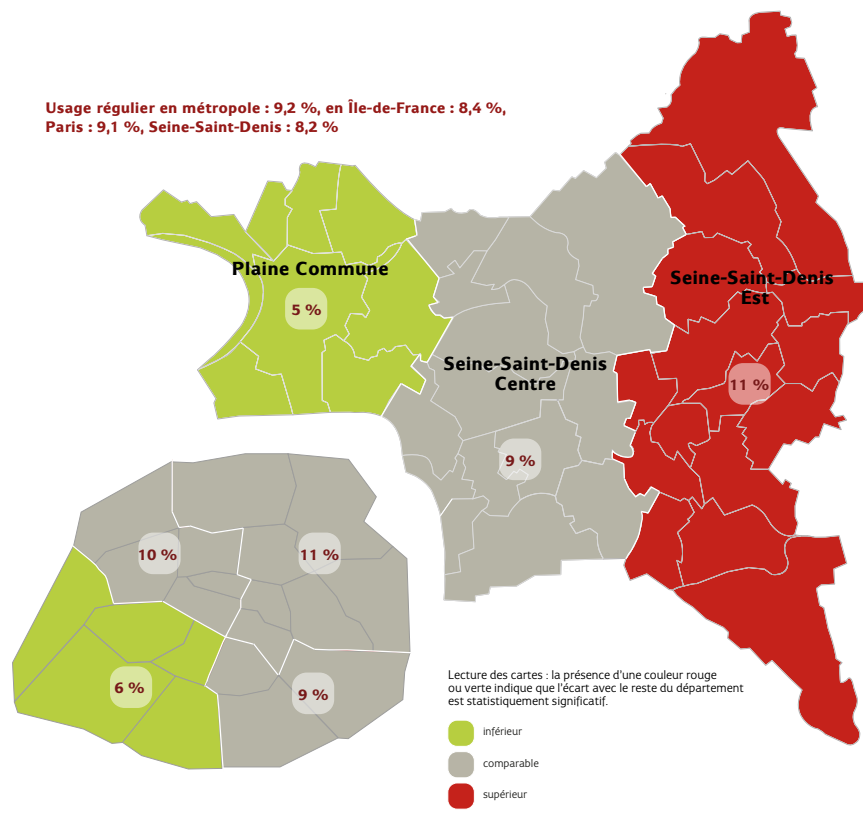 Usage régulier en métropole : 9,2 %, en Île-de-France : 8,4 %,
Paris : 9,1 %, Seine-Saint-Denis : 8,2 %
Plaine Commune
5 %
Seine-Saint-Denis
Est
11 %
Seine-Saint-Denis
Centre
9 %
10 %
11 %
6 %
9 %
Lecture des cartes : la présence d'une couleur rouge
ou verte indique que l'écart avec le reste du département
est statistiquement significatif.
inférieur
comparable
supérieur